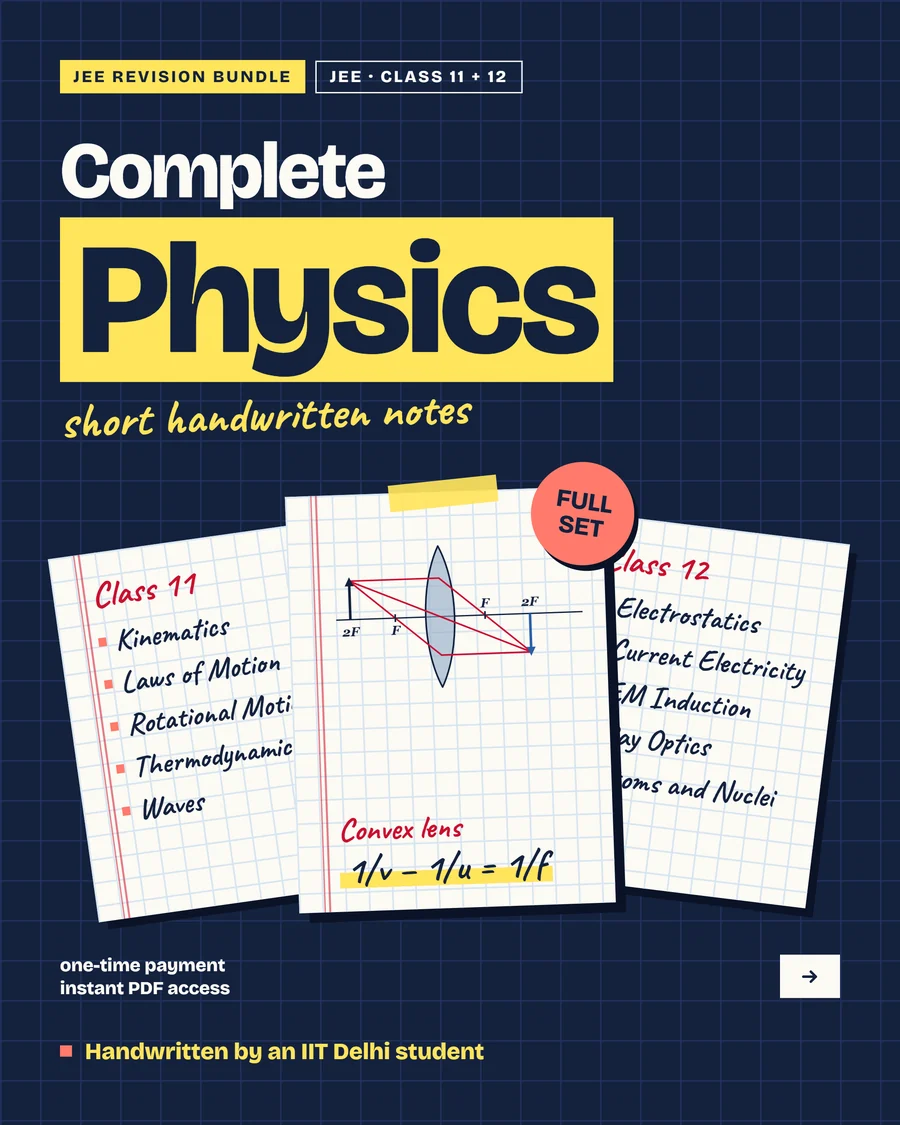 JEE REVISION BUNDLE
JEE · CLASS 11 + 12
Complete
Physics
short handwritten notes
FULL
SET
Class 11
Kinematics
Laws of Motion
Rotational Moti
Thermodynamic
Waves
2F
F
F
2F
Convex lens
1/v – 1/u = 1/f
Class 12
Electrostatics
Current Electricity
EM Induction
ay Optics
oms and Nuclei
one-time payment
instant PDF access
→
Handwritten by an IIT Delhi student